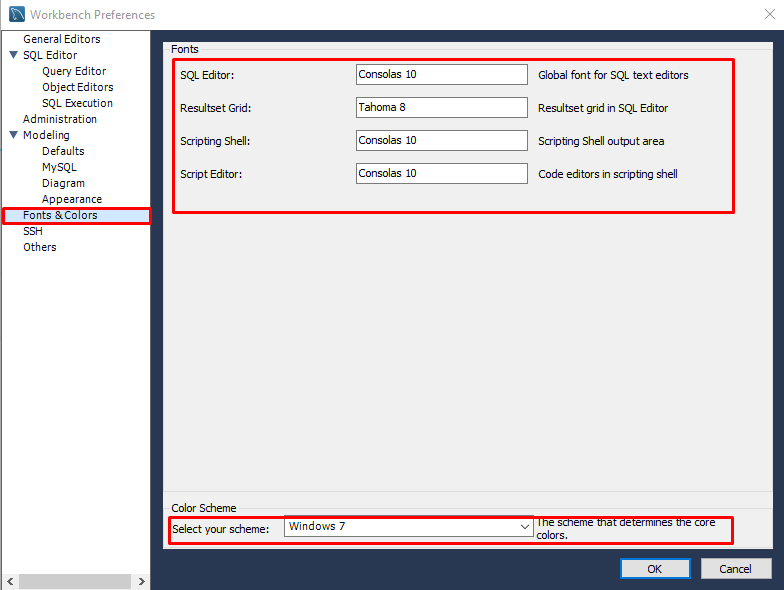 Workbench Preferences
General Editors
SQL Editor
Query Editor
Object Editors
SQL Execution
Administration
Modeling
Defaults
MySQL
Diagram
Appearance
Fonts & Colors
SSH
Others
Fonts
SQL Editor: Consolas 10 Global font for SQL text editors
Resultset Grid: Tahoma 8 Resultset grid in SQL Editor
Scripting Shell: Consolas 10 Scripting Shell output area
Script Editor: Consolas 10 Code editors in scripting shell
Color Scheme
Select your scheme: Windows 7 The scheme that determines the core
colors.
OK Cancel